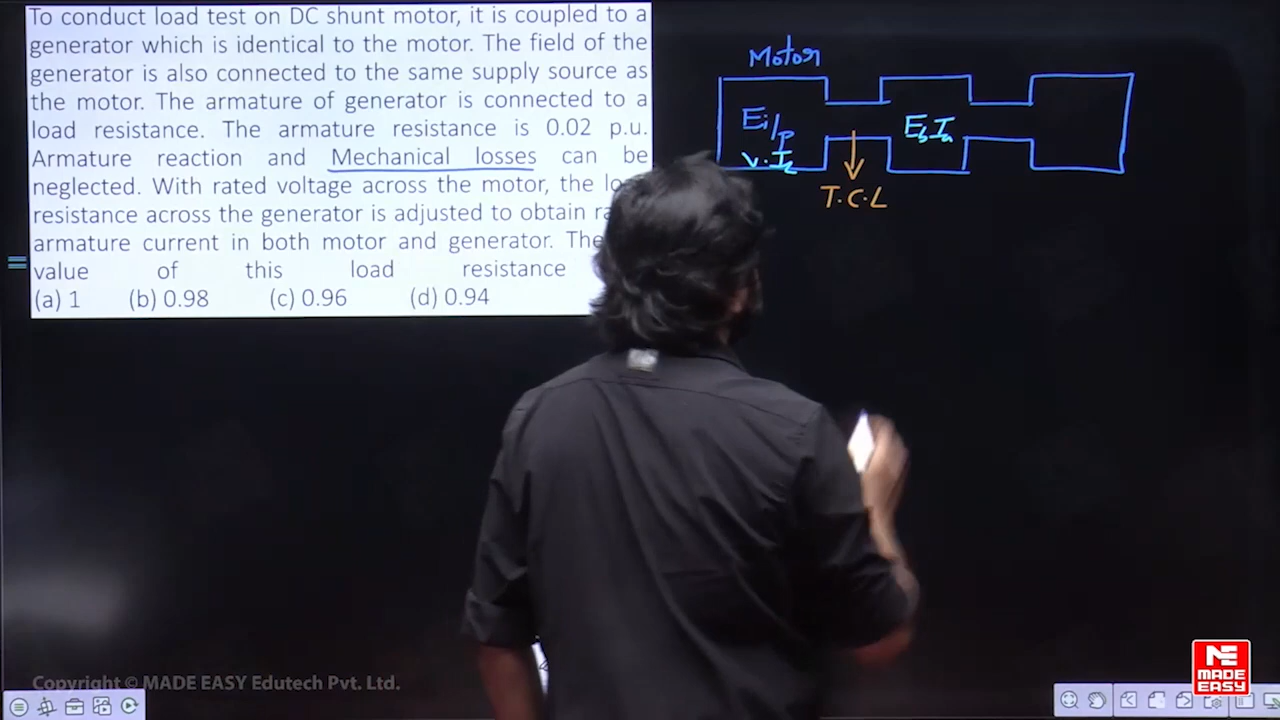 To conduct load test on DC shunt motor, it is coupled to a
generator which is identical to the motor. The field of the
generator is also connected to the same supply source as
the motor. The armature of generator is connected to a
load resistance. The armature resistance is 0.02 p.u.
Armature reaction and Mechanical losses can be
neglected. With rated voltage across the motor, the
resistance across the generator is adjusted to obtain
armature current in both motor and generator. The
value of this load resistance
(a) 1 (b) 0.98 (c) 0.96 (d) 0.94
Motor
Ei/p
V.IL
EbIa
T.C.L
Copyright © MADE EASY Edutech Pvt. Ltd.
ME
MADE
EASY